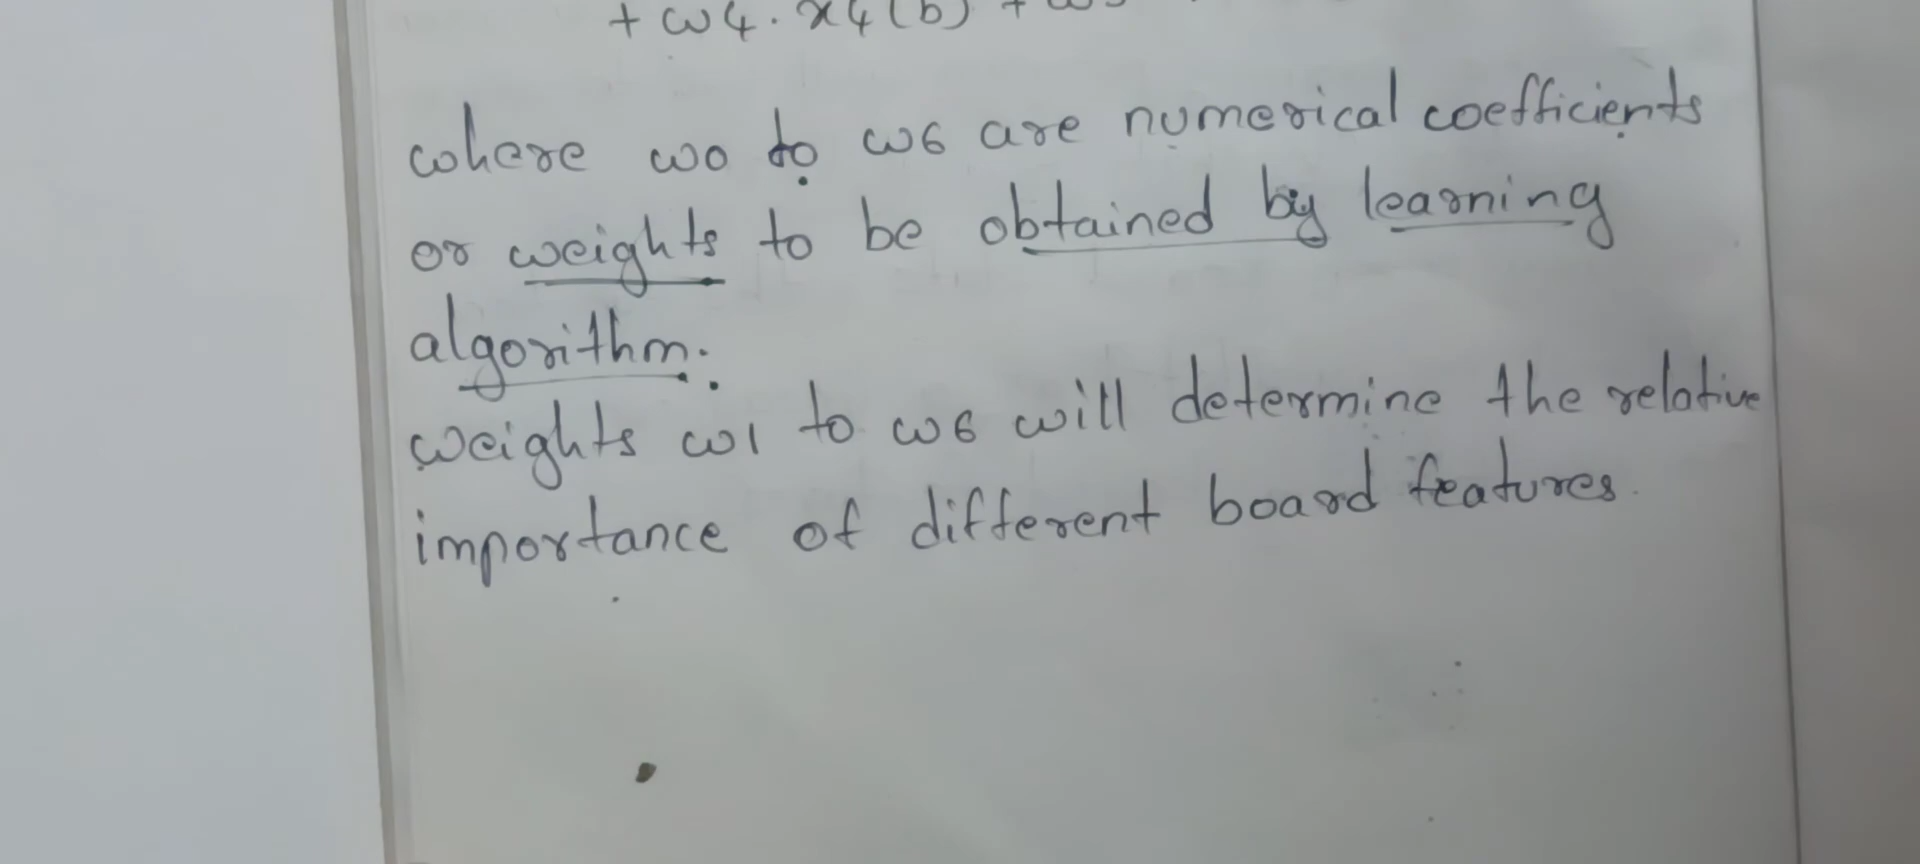 + w4. x4(b) +
where w0 to w6 are numerical coefficients
or weights to be obtained by learning
algorithm.
weights w1 to w6 will determine the relative
importance of different board features.